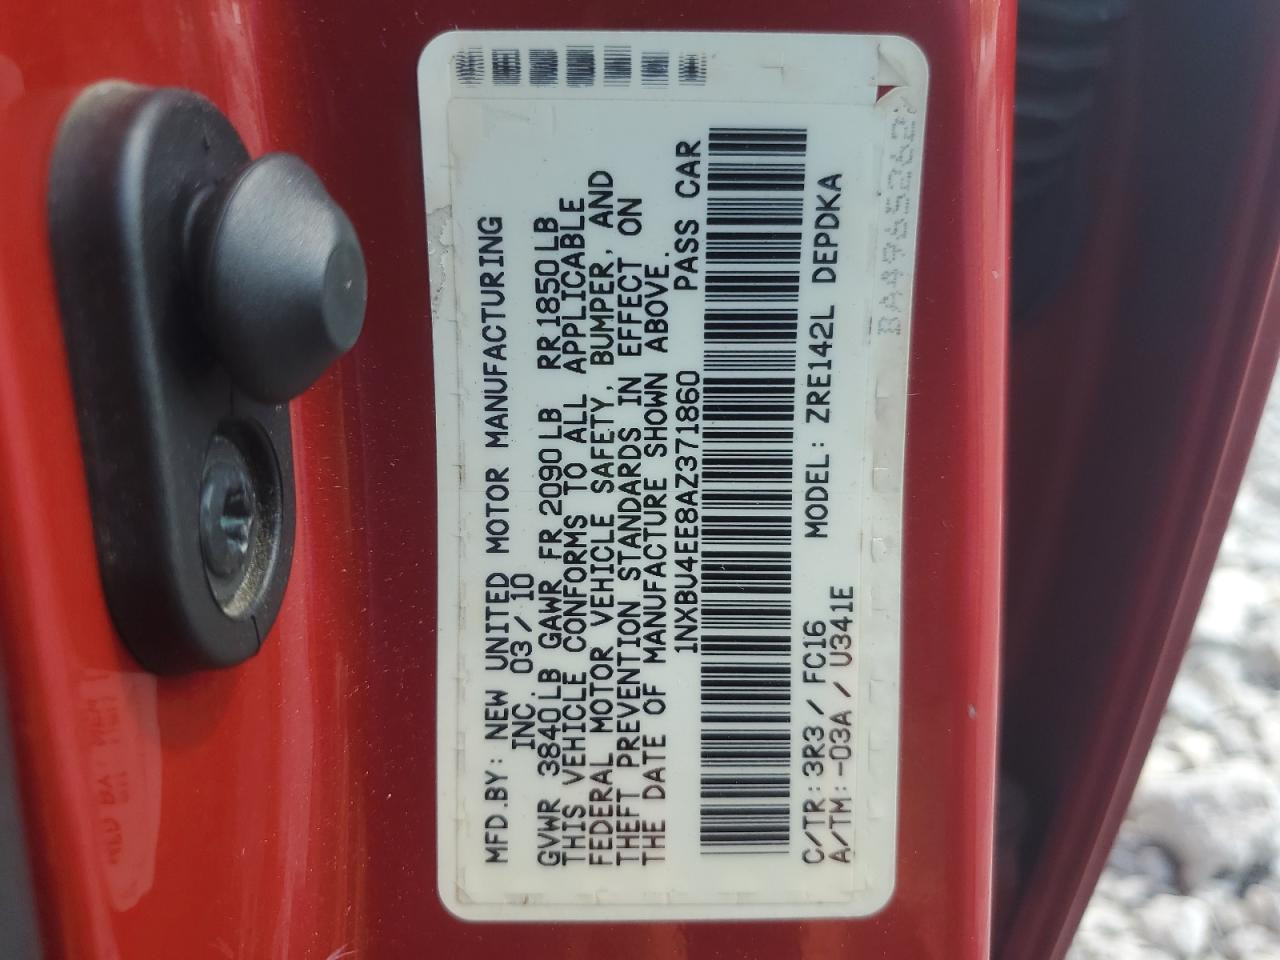 MFD.BY: NEW UNITED MOTOR MANUFACTURING
INC. 03/10
GVWR 3840LB GAWR FR 2090LB RR 1850LB
THIS VEHICLE CONFORMS TO ALL APPLICABLE
FEDERAL MOTOR VEHICLE SAFETY, BUMPER, AND
THEFT PREVENTION STANDARDS IN EFFECT ON
THE DATE OF MANUFACTURE SHOWN ABOVE.
1NXBU4EE8AZ371860 PASS CAR
C/TR:3R3/FC16 MODEL: ZRE142L DEPDKA
A/TM:-03A/U341E